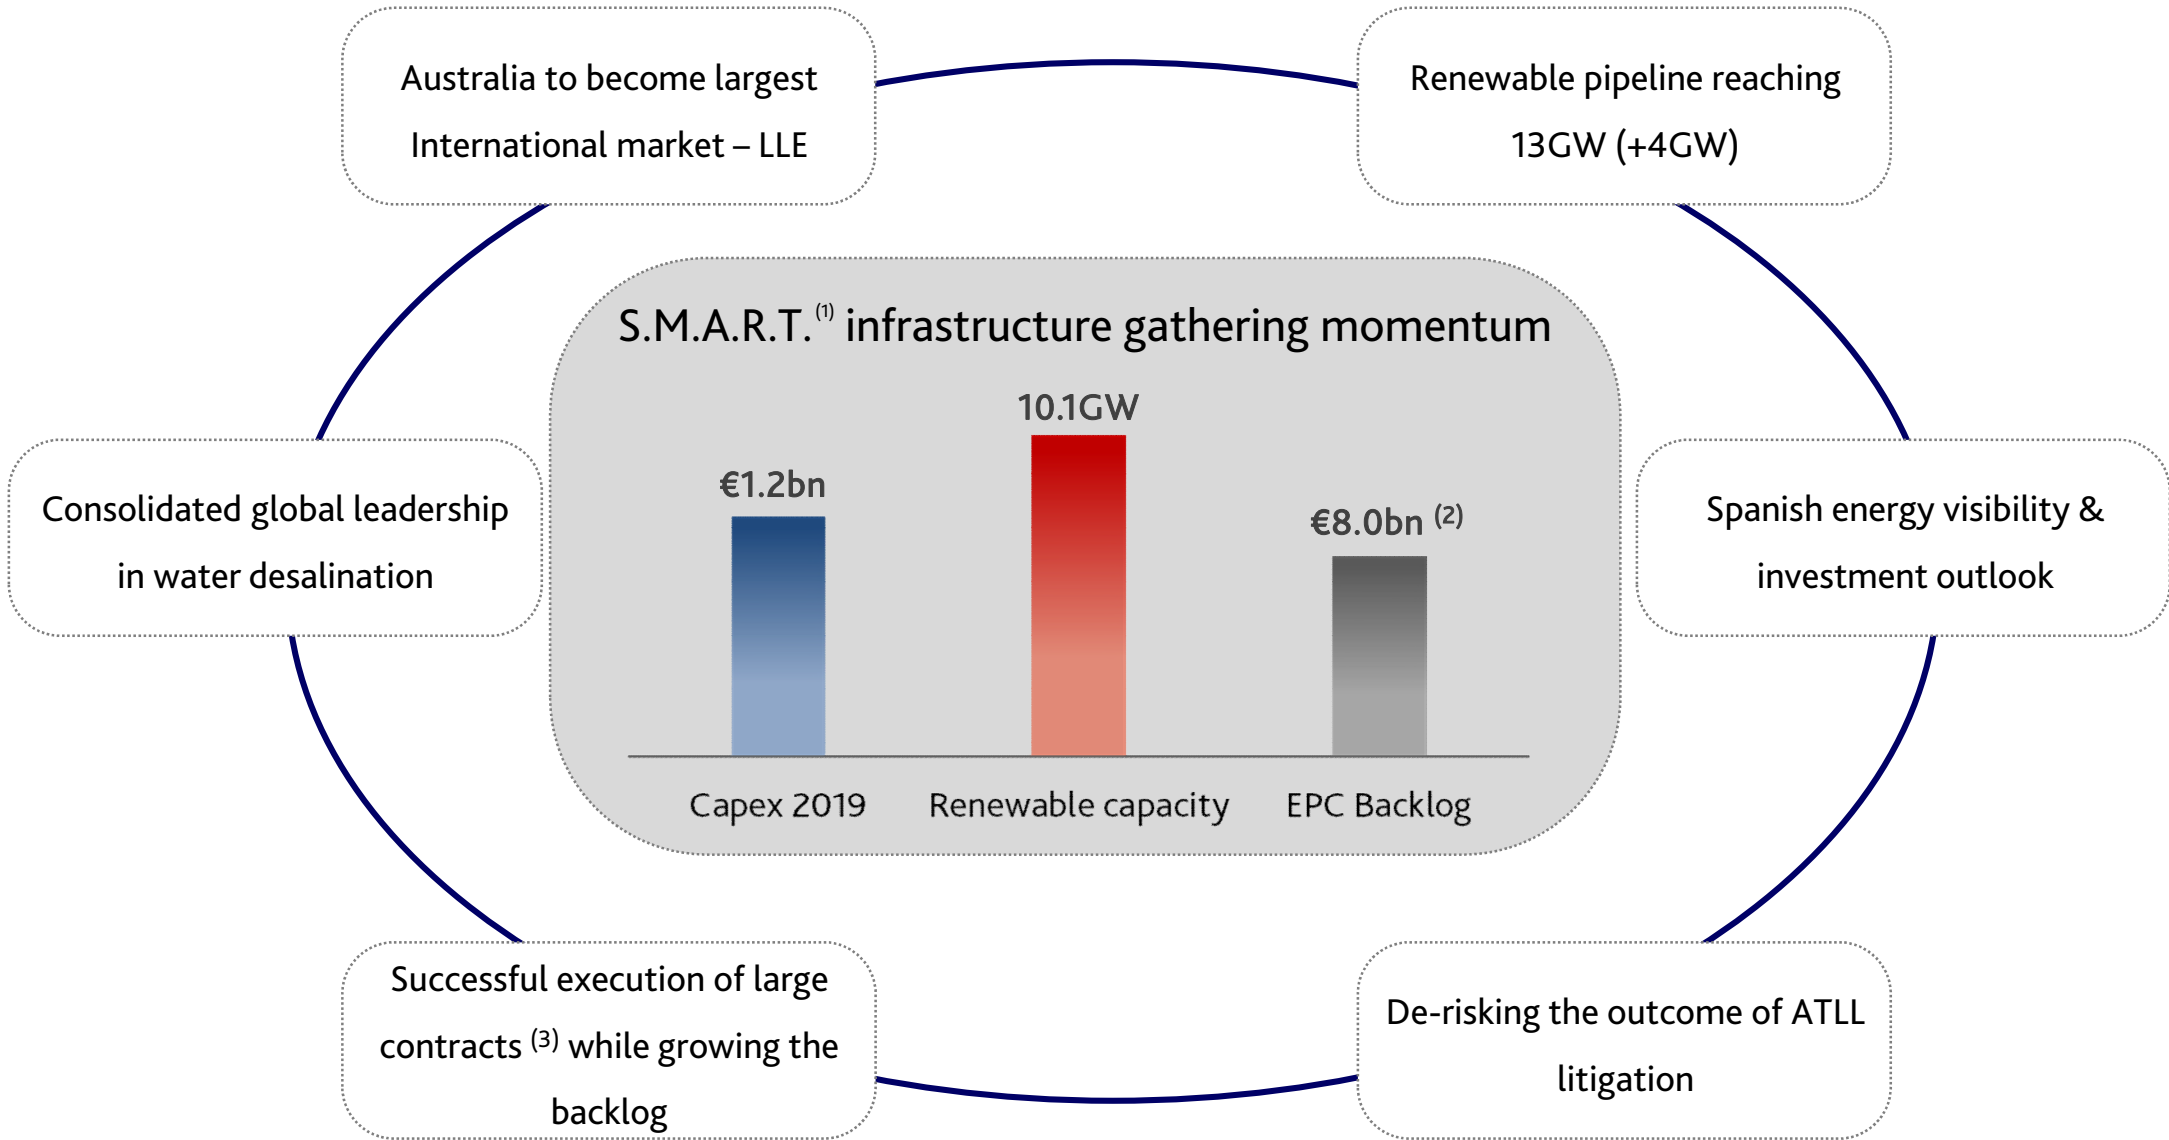 Australia to become largest
International market – LLE
Renewable pipeline reaching
13GW (+4GW)
S.M.A.R.T. (1) infrastructure gathering momentum
10.1GW
€1.2bn
€8.0bn (2)
Capex 2019
Renewable capacity
EPC Backlog
Consolidated global leadership
in water desalination
Spanish energy visibility &
investment outlook
Successful execution of large
contracts (3) while growing the
backlog
De-risking the outcome of ATLL
litigation